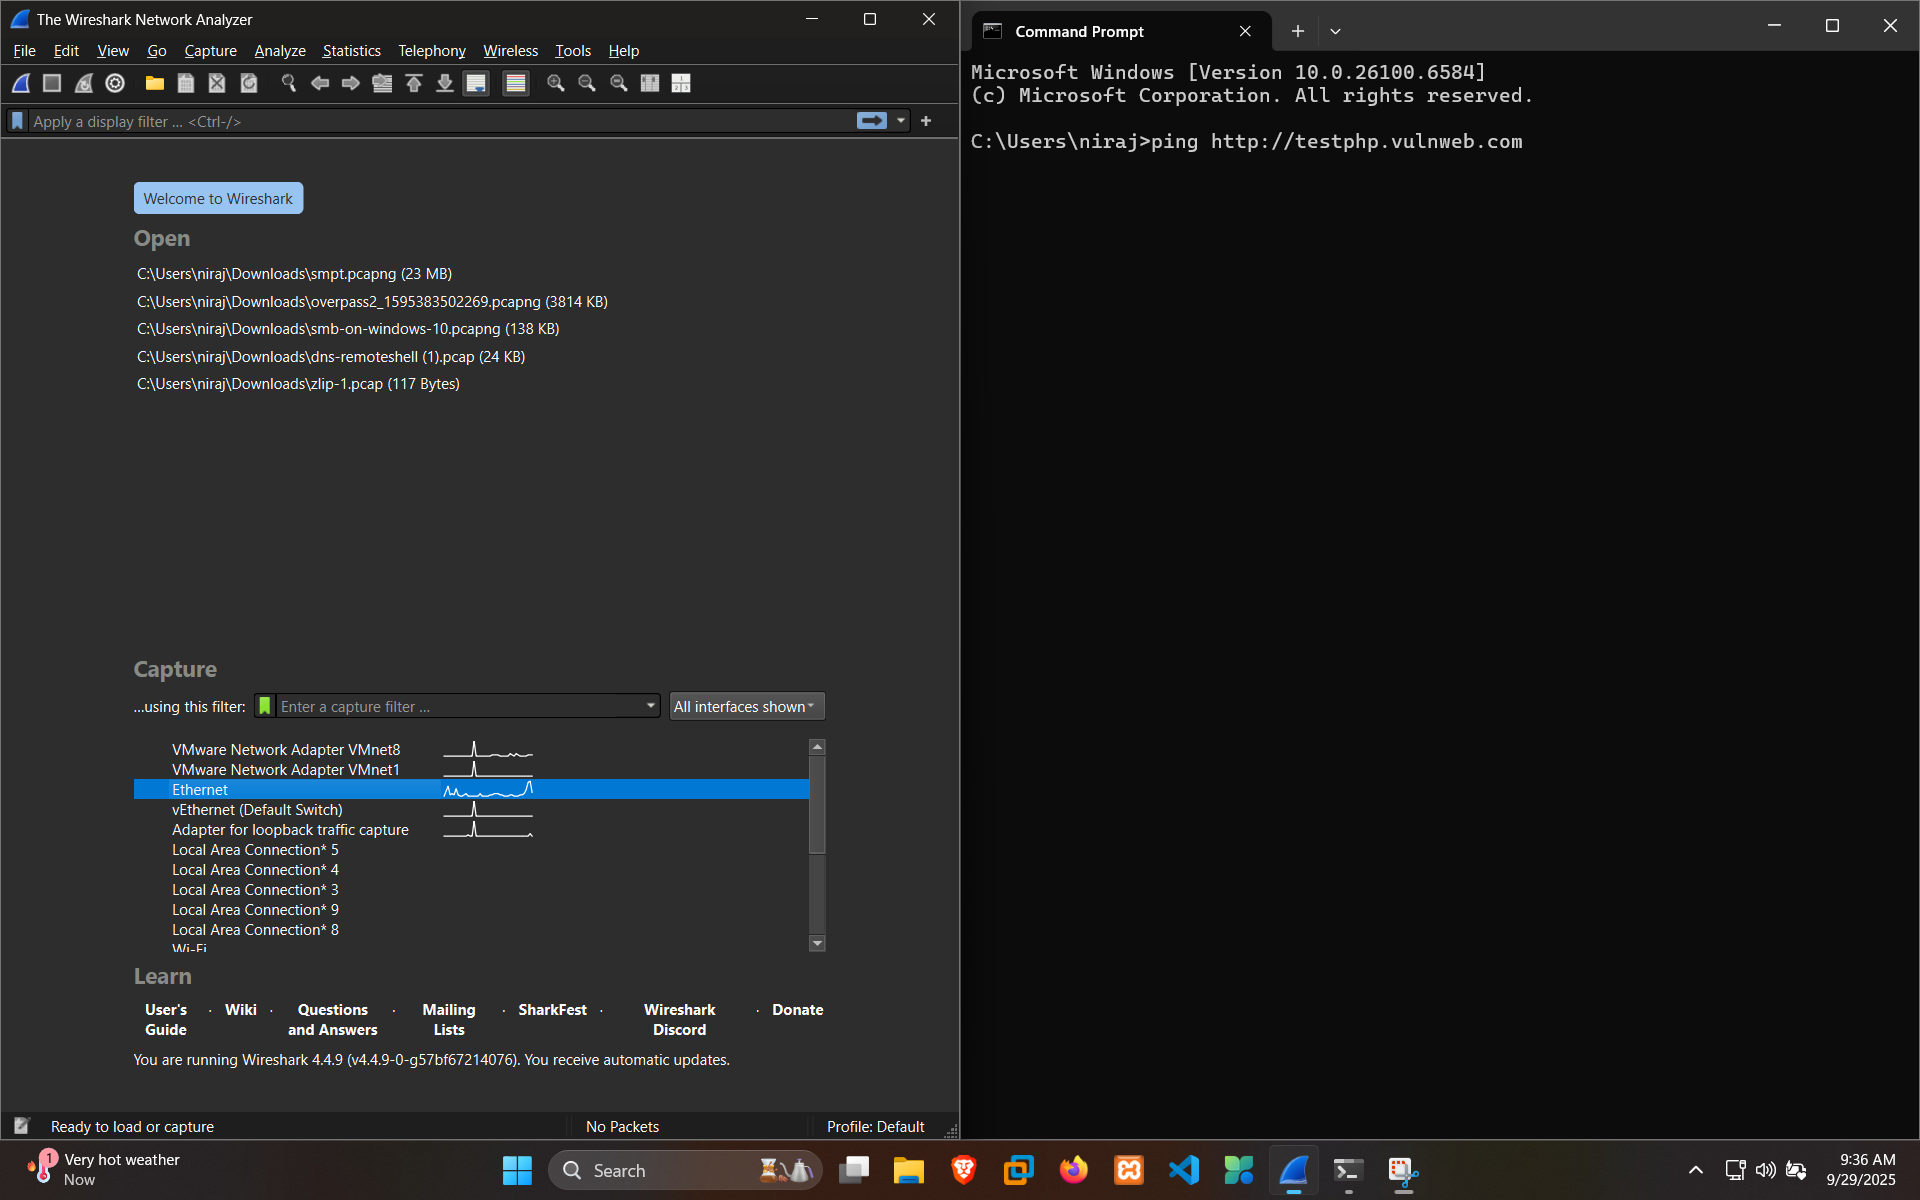 The Wireshark Network Analyzer
File Edit View Go Capture Analyze Statistics Telephony Wireless Tools Help
Apply a display filter ... <Ctrl-/>
Welcome to Wireshark
Open
C:\Users\niraj\Downloads\smpt.pcapng (23 MB)
C:\Users\niraj\Downloads\overpass2_1595383502269.pcapng (3814 KB)
C:\Users\niraj\Downloads\smb-on-windows-10.pcapng (138 KB)
C:\Users\niraj\Downloads\dns-remoteshell (1).pcap (24 KB)
C:\Users\niraj\Downloads\zlip-1.pcap (117 Bytes)
Capture
...using this filter: Enter a capture filter ... All interfaces shown
VMware Network Adapter VMnet8
VMware Network Adapter VMnet1
Ethernet
vEthernet (Default Switch)
Adapter for loopback traffic capture
Local Area Connection* 5
Local Area Connection* 4
Local Area Connection* 3
Local Area Connection* 9
Local Area Connection* 8
Wi-Fi
Learn
User's Guide · Wiki · Questions and Answers · Mailing Lists · SharkFest · Wireshark Discord · Donate
You are running Wireshark 4.4.9 (v4.4.9-0-g57bf67214076). You receive automatic updates.
Ready to load or capture No Packets Profile: Default
Command Prompt
Microsoft Windows [Version 10.0.26100.6584]
(c) Microsoft Corporation. All rights reserved.
C:\Users\niraj>ping http://testphp.vulnweb.com
1
Very hot weather
Now
Search
9:36 AM
9/29/2025